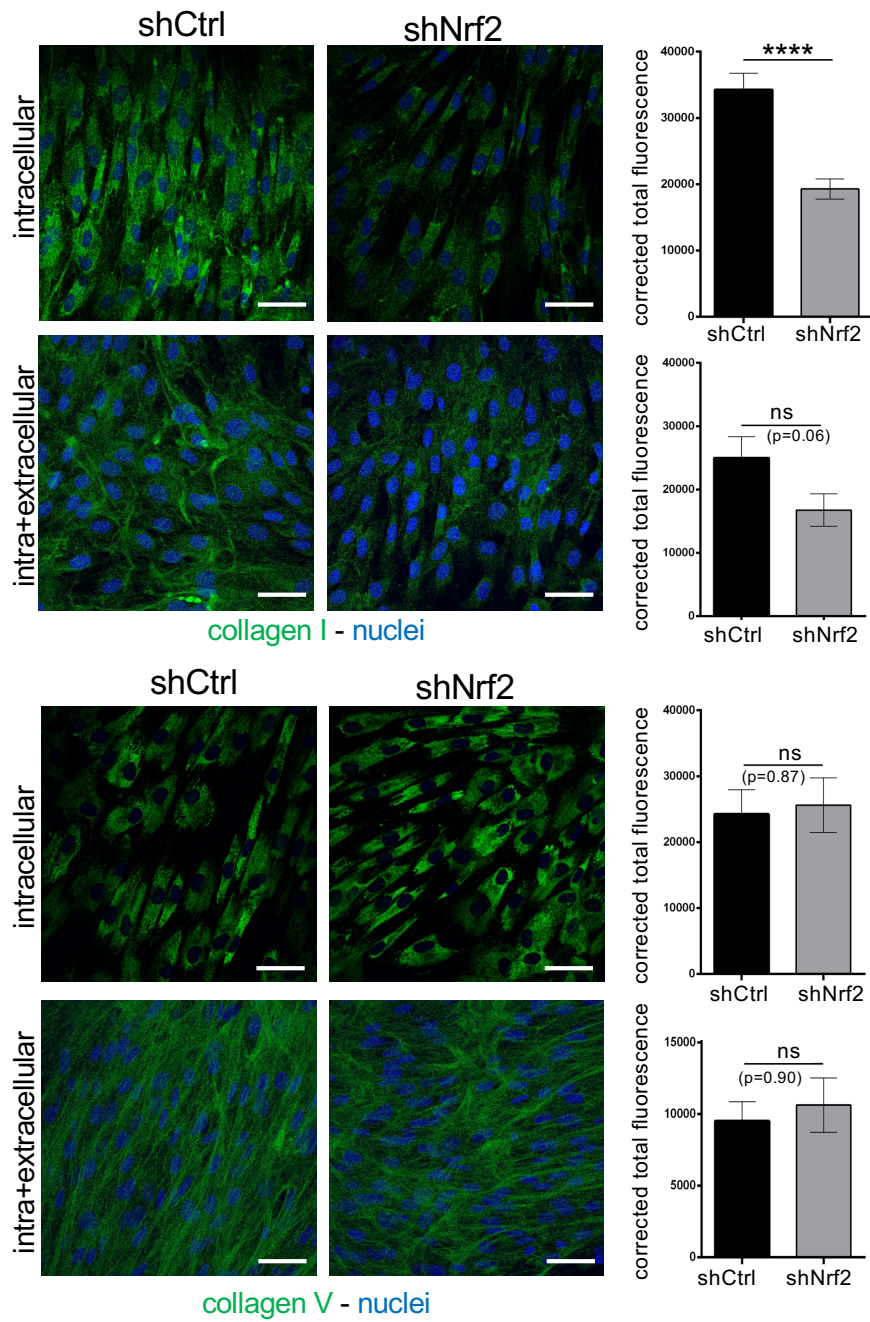 shCtrl shNrf2
intracellular
corrected total fluorescence
40000
30000
20000
10000
0
****
shCtrl shNrf2
intra+extracellular
corrected total fluorescence
40000
30000
20000
10000
0
ns
(p=0.06)
shCtrl shNrf2
collagen I - nuclei
shCtrl shNrf2
intracellular
corrected total fluorescence
40000
30000
20000
10000
0
ns
(p=0.87)
shCtrl shNrf2
intra+extracellular
corrected total fluorescence
15000
10000
5000
0
ns
(p=0.90)
shCtrl shNrf2
collagen V - nuclei